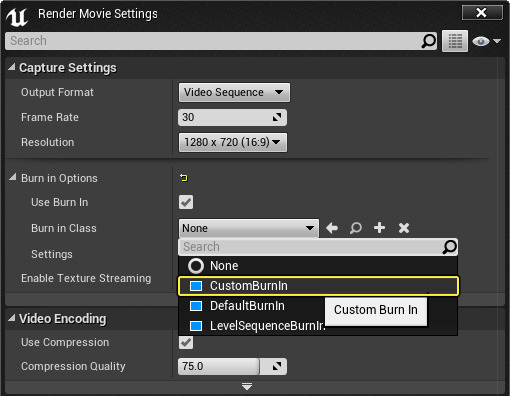 Render Movie Settings
Search
Capture Settings
Output Format Video Sequence
Frame Rate 30
Resolution 1280 x 720 (16:9)
Burn in Options
Use Burn In
Burn in Class None
Search
Settings
None
Enable Texture Streaming
CustomBurnIn
DefaultBurnIn
Custom Burn In
LevelSequenceBurnIn
Video Encoding
Use Compression
Compression Quality 75.0